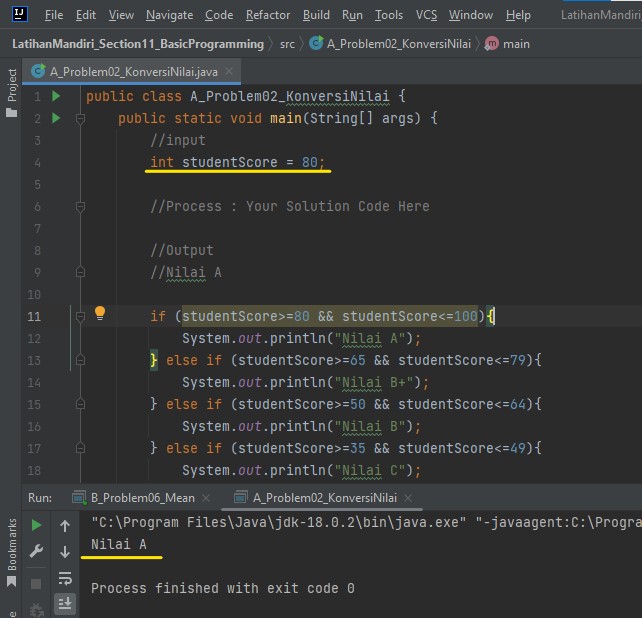 File Edit View Navigate Code Refactor Build Run Tools VCS Window Help LatihanMandiri_
LatihanMandiri_Section11_BasicProgramming src A_Problem02_KonversiNilai main
Project
A_Problem02_KonversiNilai.java
1 public class A_Problem02_KonversiNilai {
2 public static void main(String[] args) {
3 //input
4 int studentScore = 80;
5
6 //Process : Your Solution Code Here
7
8 //Output
9 //Nilai A
10
11 if (studentScore>=80 && studentScore<=100){
12 System.out.println("Nilai A");
13 } else if (studentScore>=65 && studentScore<=79){
14 System.out.println("Nilai B+");
15 } else if (studentScore>=50 && studentScore<=64){
16 System.out.println("Nilai B");
17 } else if (studentScore>=35 && studentScore<=49){
18 System.out.println("Nilai C");
Run: B_Problem06_Mean A_Problem02_KonversiNilai
"C:\Program Files\Java\jdk-18.0.2\bin\java.exe" "-javaagent:C:\Progra
Nilai A
Process finished with exit code 0
Bookmarks